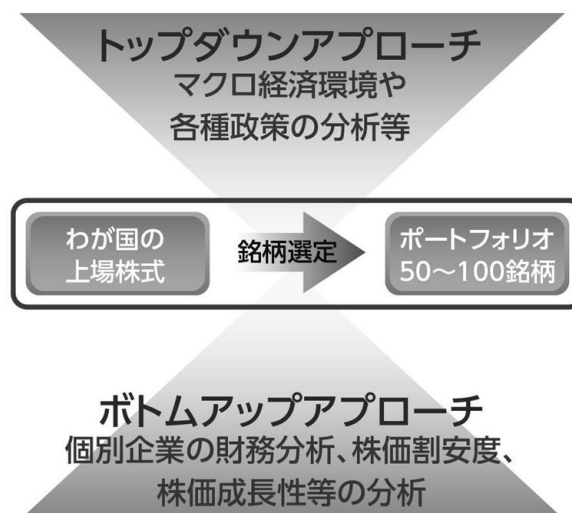 トップダウンアプローチ
マクロ経済環境や
各種政策の分析等
わが国の
上場株式
銘柄選定
ポートフォリオ
50～100銘柄
ボトムアップアプローチ
個別企業の財務分析、株価割安度、
株価成長性等の分析